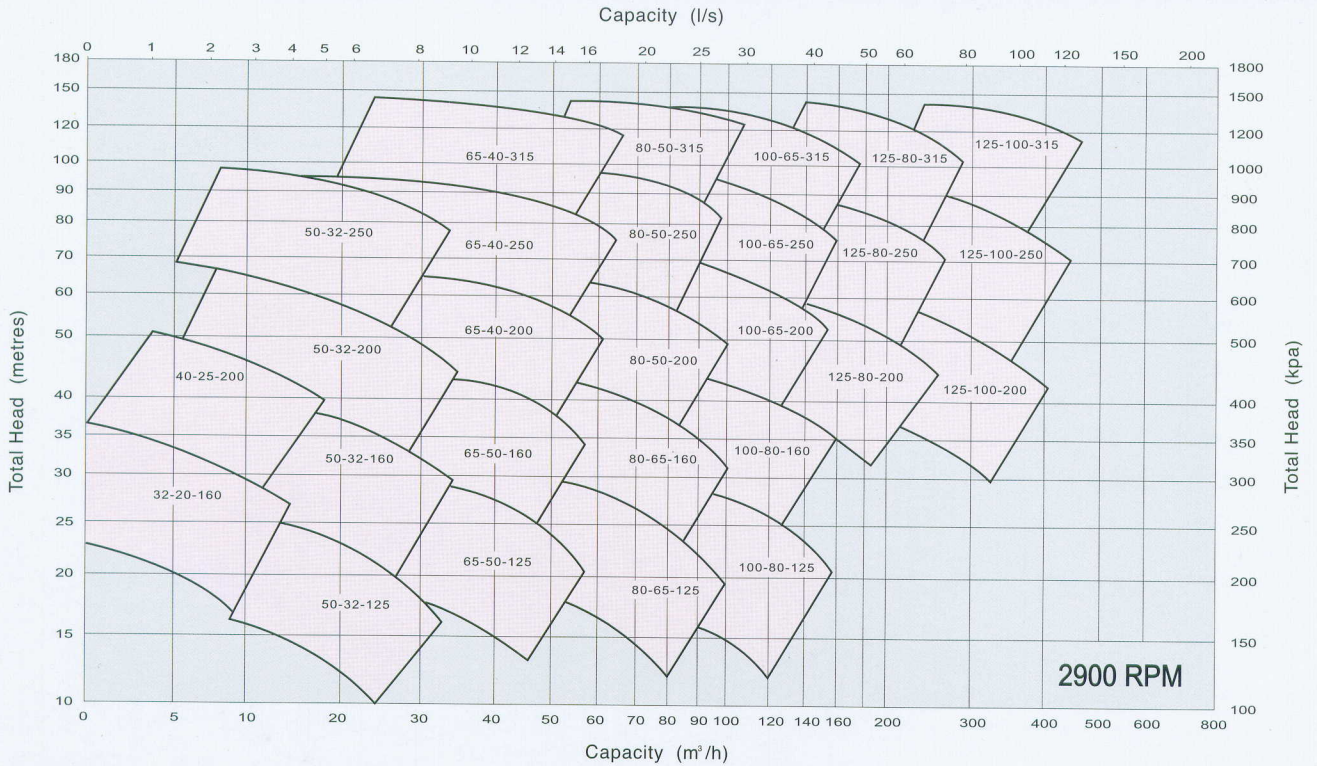 Capacity (l/s)
0 1 2 3 4 5 6 8 10 12 14 16 20 25 30 40 50 60 80 100 120 150 200
180 1800
150 1500
120 1200
100 1000
90 900
80 800
70 700
60 600
50 500
40 400
35 350
30 300
25 250
20 200
15 150
10 100
Total Head (metres)
Total Head (kpa)
65-40-315 80-50-315 100-65-315 125-80-315 125-100-315
50-32-250 65-40-250 80-50-250 100-65-250 125-80-250 125-100-250
50-32-200 65-40-200 80-50-200 100-65-200 125-80-200 125-100-200
40-25-200
50-32-160 65-50-160 80-65-160 100-80-160
32-20-160
50-32-125 65-50-125 80-65-125 100-80-125
2900 RPM
0 5 10 20 30 40 50 60 70 80 90 100 120 140 160 200 300 400 500 600 800
Capacity (m³/h)